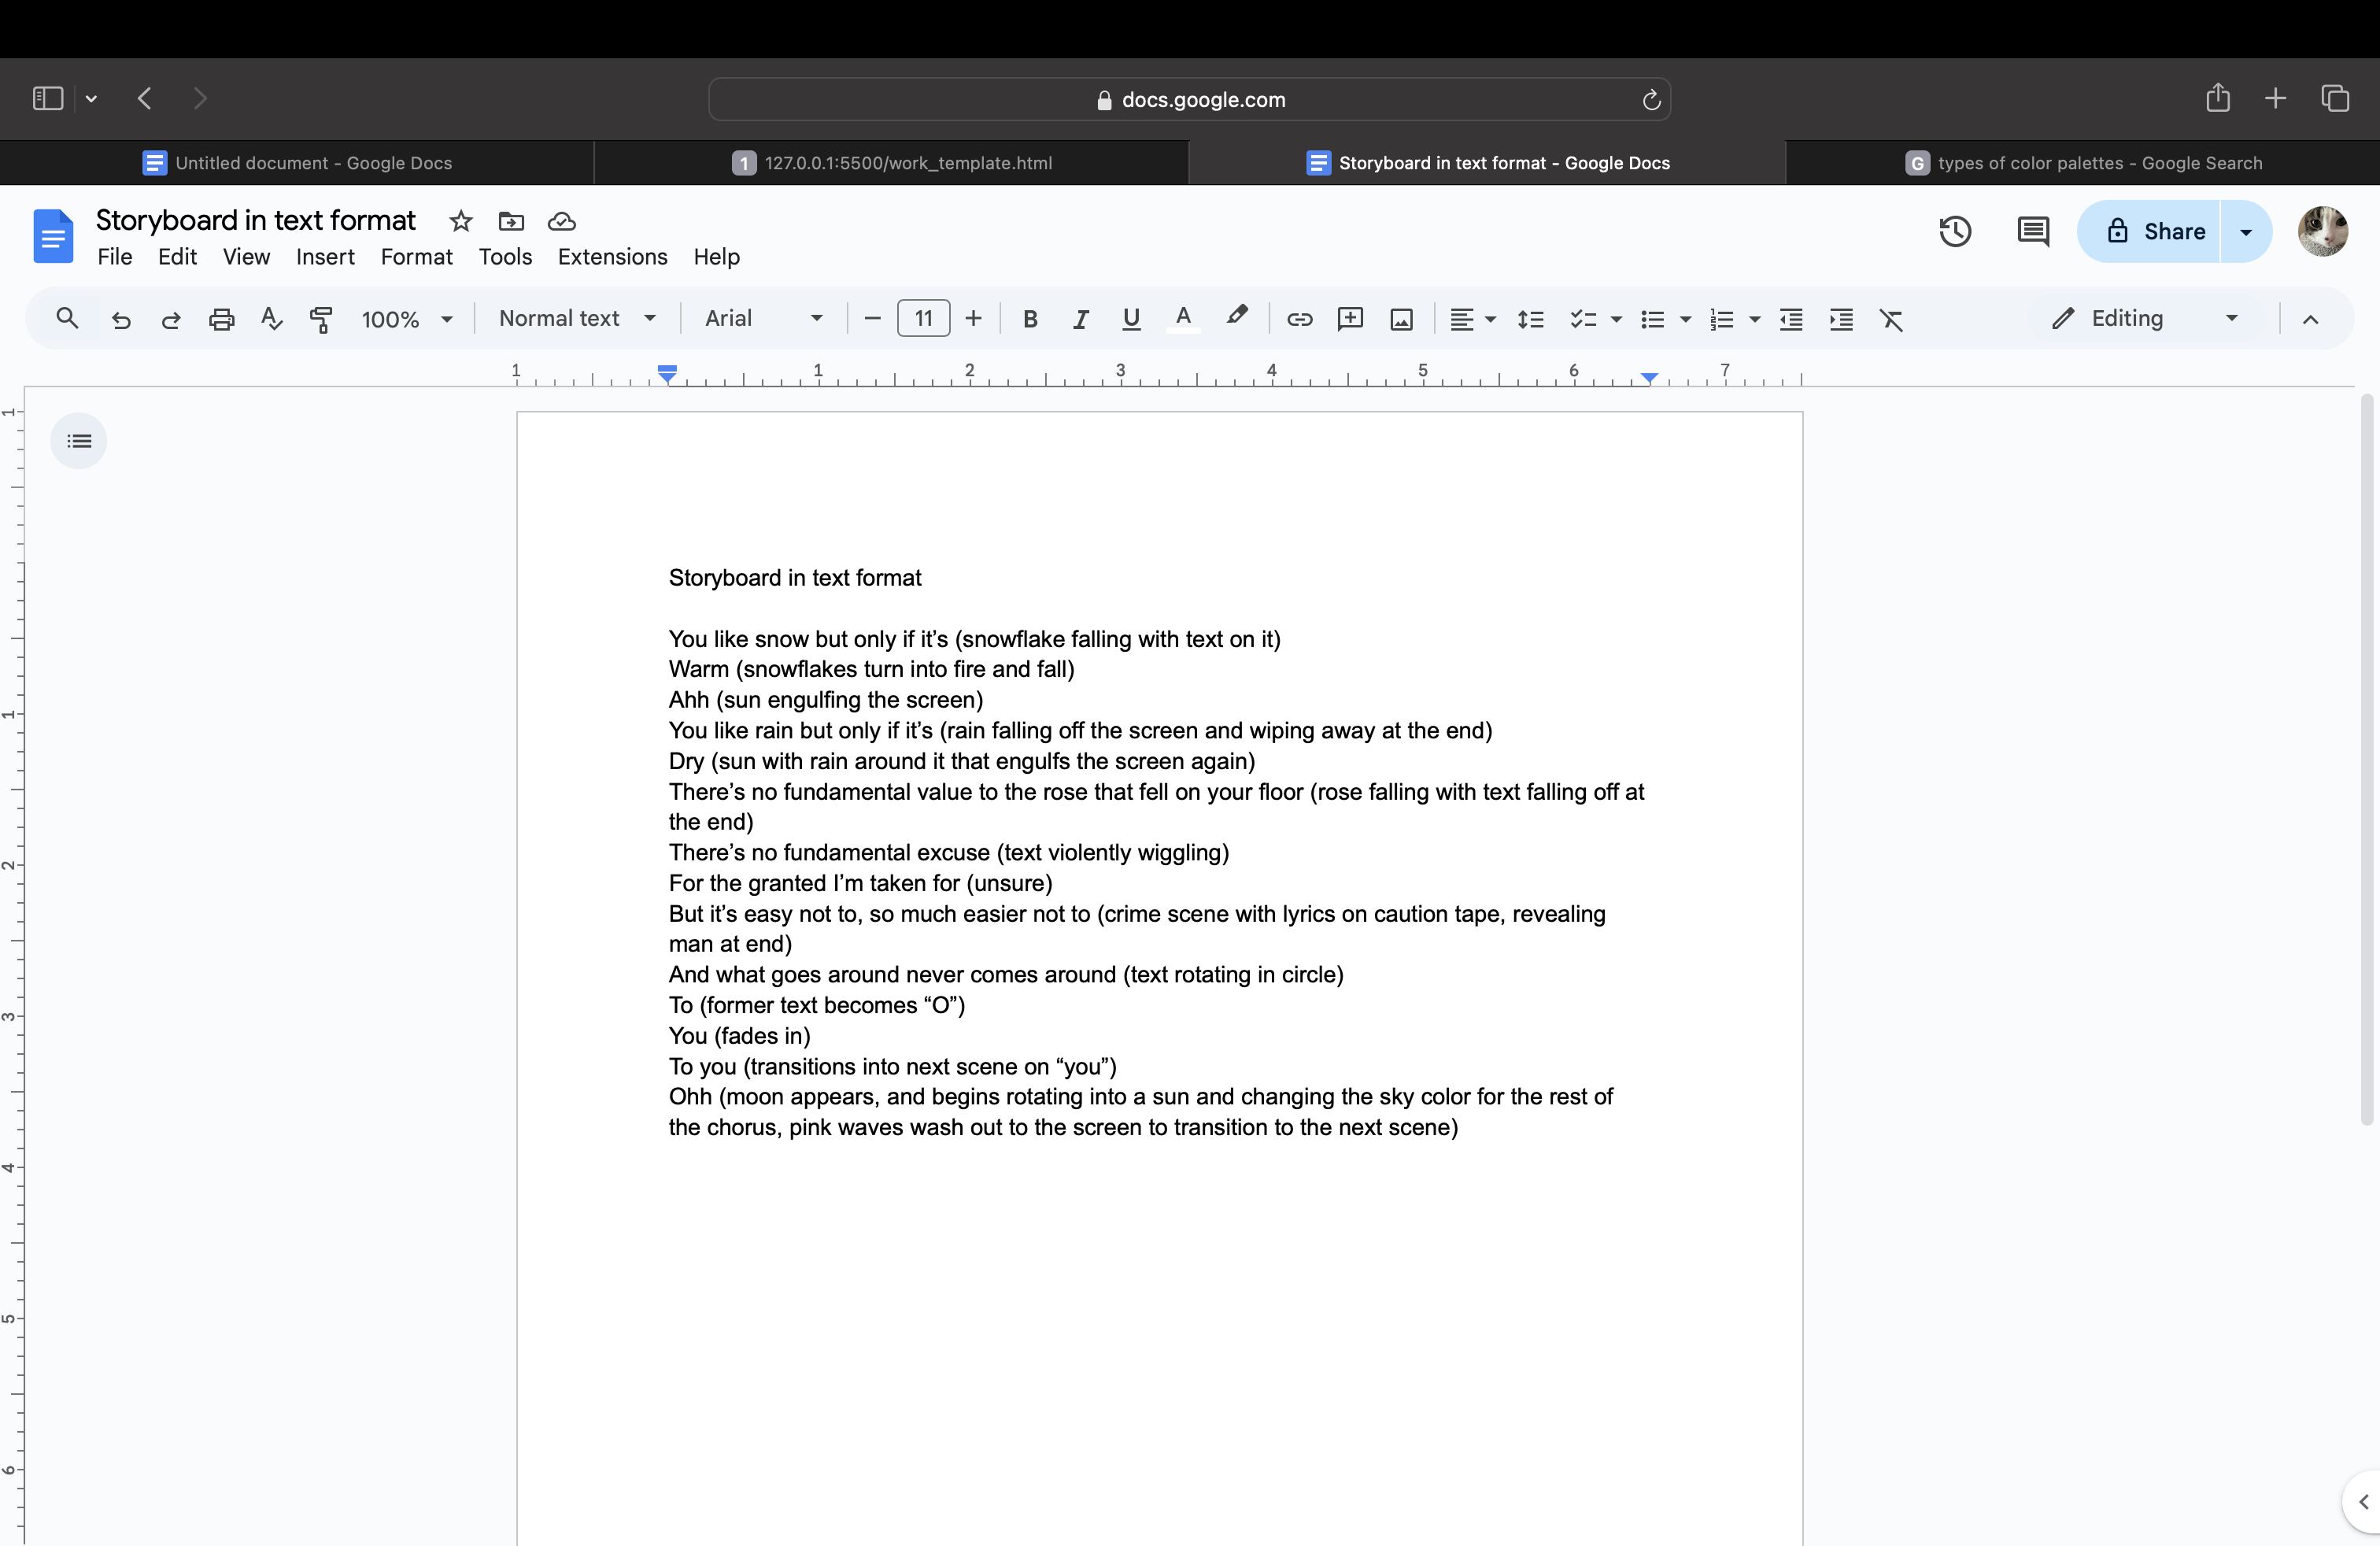 docs.google.com
Untitled document - Google Docs
1 127.0.0.1:5500/work_template.html
Storyboard in text format - Google Docs
G types of color palettes - Google Search
Storyboard in text format
File Edit View Insert Format Tools Extensions Help
Share
100% Normal text Arial 11 B I U A Editing
1 1 2 3 4 5 6 7
1
1
2
3
4
5
6
Storyboard in text format
You like snow but only if it’s (snowflake falling with text on it)
Warm (snowflakes turn into fire and fall)
Ahh (sun engulfing the screen)
You like rain but only if it’s (rain falling off the screen and wiping away at the end)
Dry (sun with rain around it that engulfs the screen again)
There’s no fundamental value to the rose that fell on your floor (rose falling with text falling off at
the end)
There’s no fundamental excuse (text violently wiggling)
For the granted I’m taken for (unsure)
But it’s easy not to, so much easier not to (crime scene with lyrics on caution tape, revealing
man at end)
And what goes around never comes around (text rotating in circle)
To (former text becomes “O”)
You (fades in)
To you (transitions into next scene on “you”)
Ohh (moon appears, and begins rotating into a sun and changing the sky color for the rest of
the chorus, pink waves wash out to the screen to transition to the next scene)